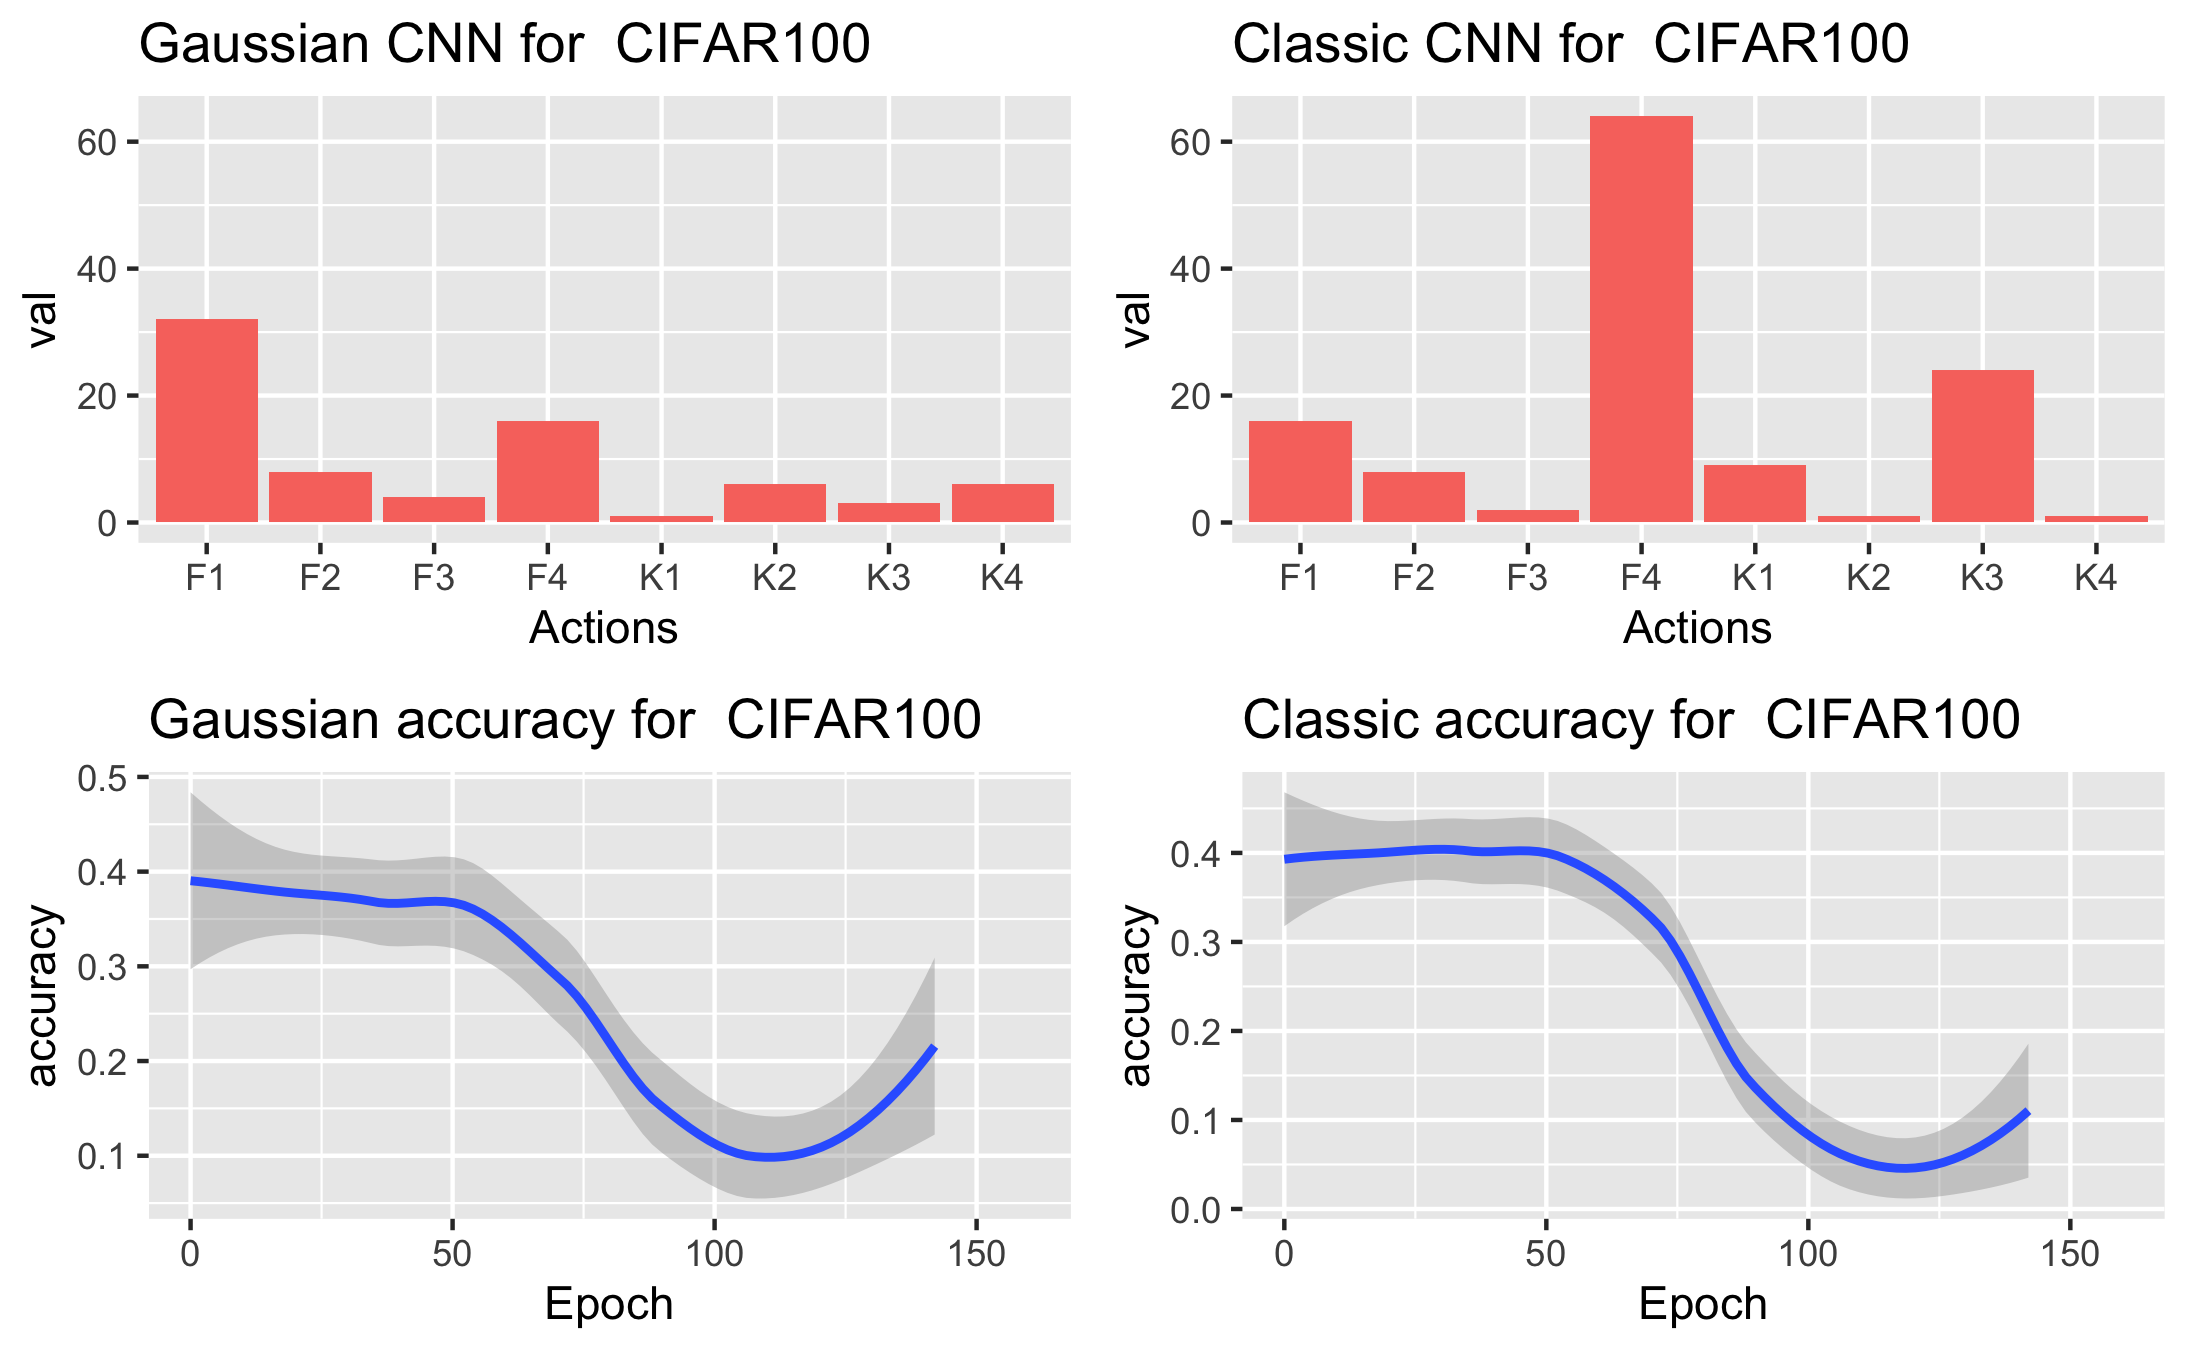 Gaussian CNN for  CIFAR100
60
40
20
0
val
F1 F2 F3 F4 K1 K2 K3 K4
Actions
Classic CNN for  CIFAR100
60
40
20
0
val
F1 F2 F3 F4 K1 K2 K3 K4
Actions
Gaussian accuracy for  CIFAR100
0.5
0.4
0.3
0.2
0.1
accuracy
0 50 100 150
Epoch
Classic accuracy for  CIFAR100
0.4
0.3
0.2
0.1
0.0
accuracy
0 50 100 150
Epoch